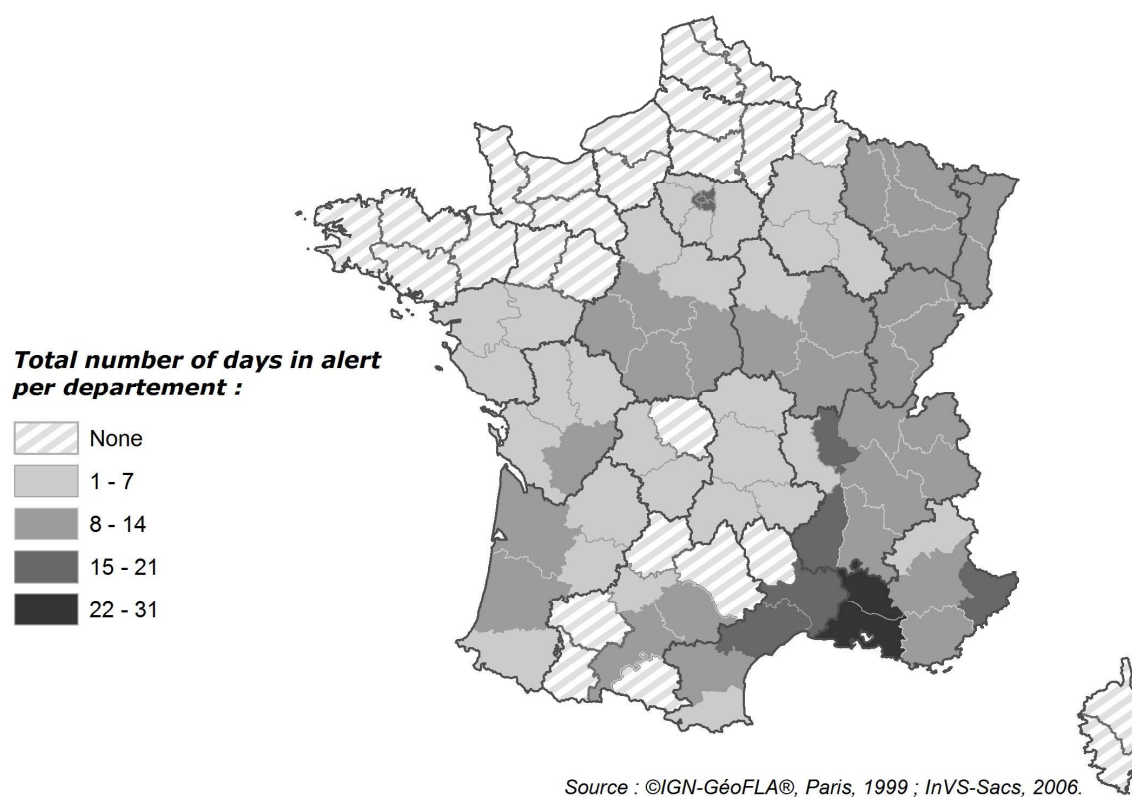 Total number of days in alert
per departement :
None
1 - 7
8 - 14
15 - 21
22 - 31
Source : ©IGN-GéoFLA®, Paris, 1999 ; InVS-Sacs, 2006.